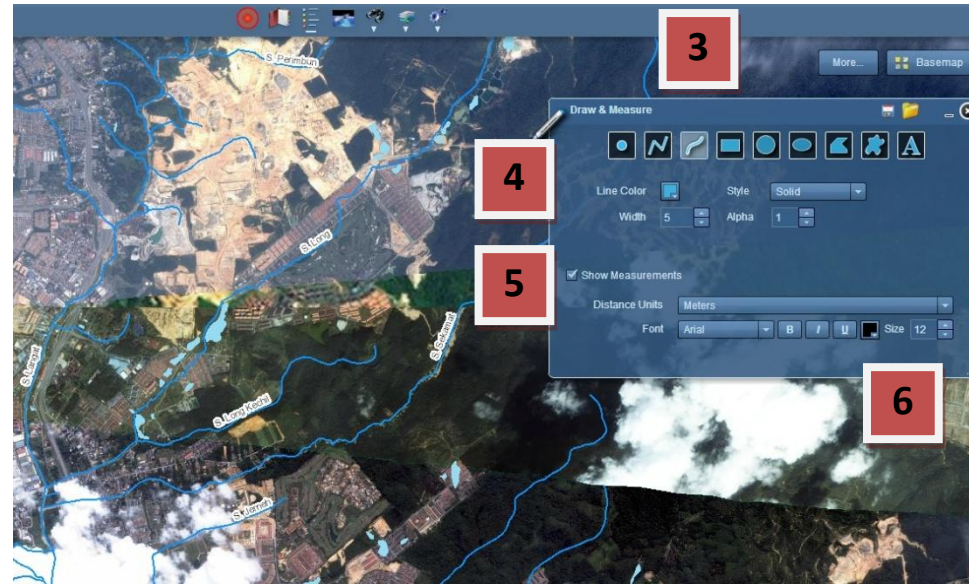 3
More...
Basemap
Draw & Measure
A
4
Line Color
Style
Solid
Width
5
Alpha
1
5
Show Measurements
Distance Units
Meters
Font
Arial
B
I
U
Size
12
6
S. Perimbun
S. Long
S. Sekamat
S. Langat
S. Long Kechil
S. Jerneh